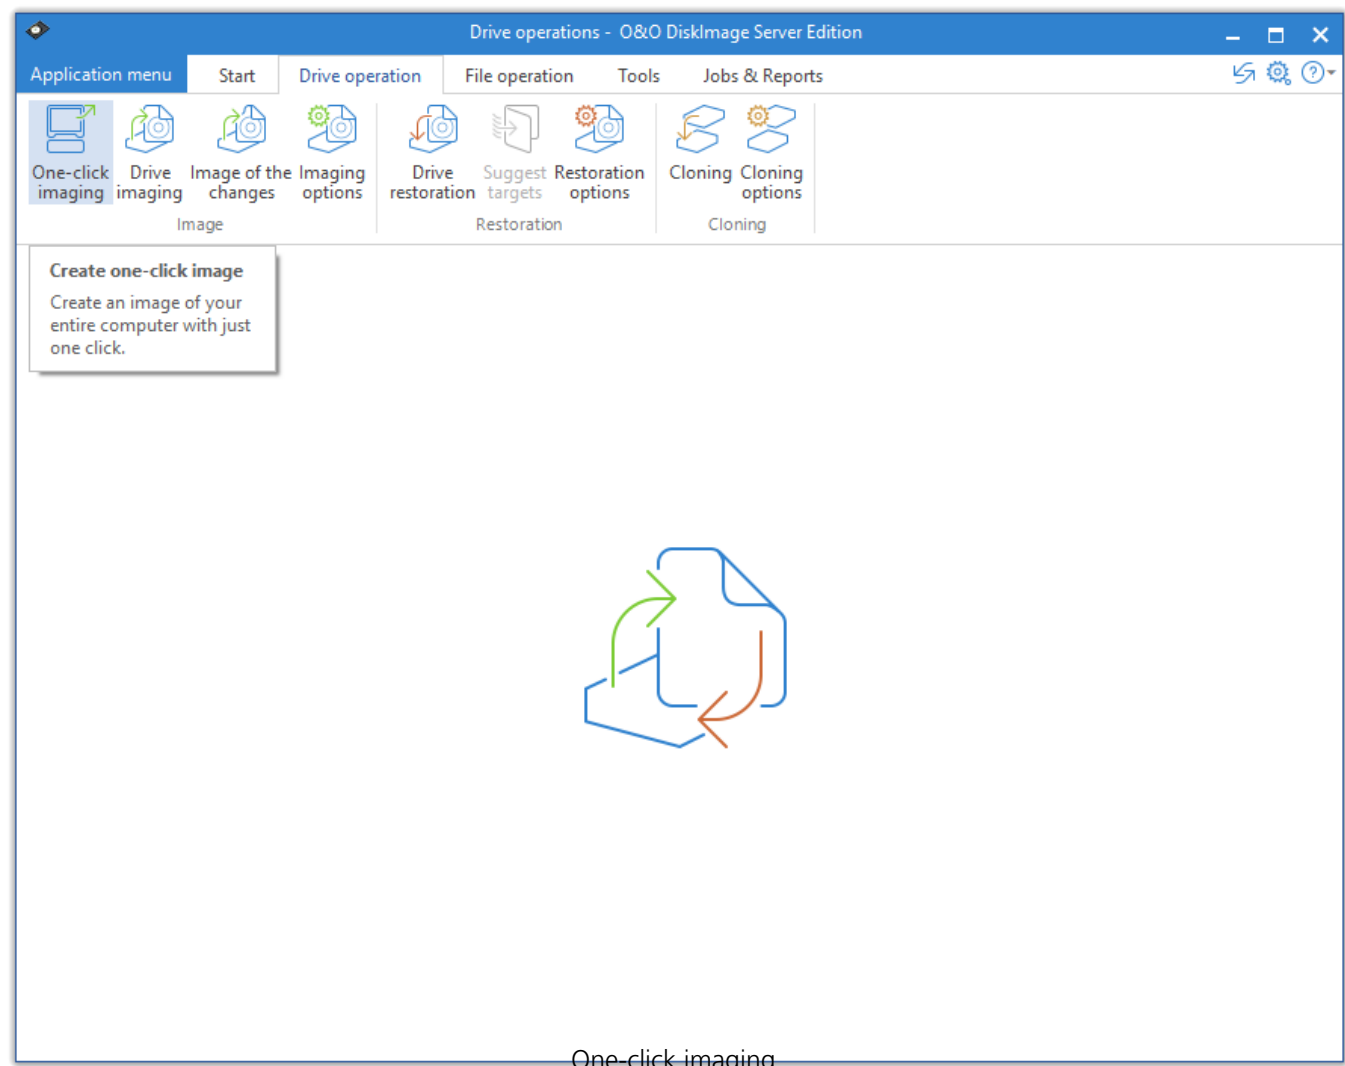 Drive operations - O&O DiskImage Server Edition
Application menu Start Drive operation File operation Tools Jobs & Reports
One-click imaging
Drive imaging
Image of the changes
Imaging options
Drive restoration
Suggest targets
Restoration options
Cloning
Cloning options
Image Restoration Cloning
Create one-click image
Create an image of your
entire computer with just
one click.
One-click imaging